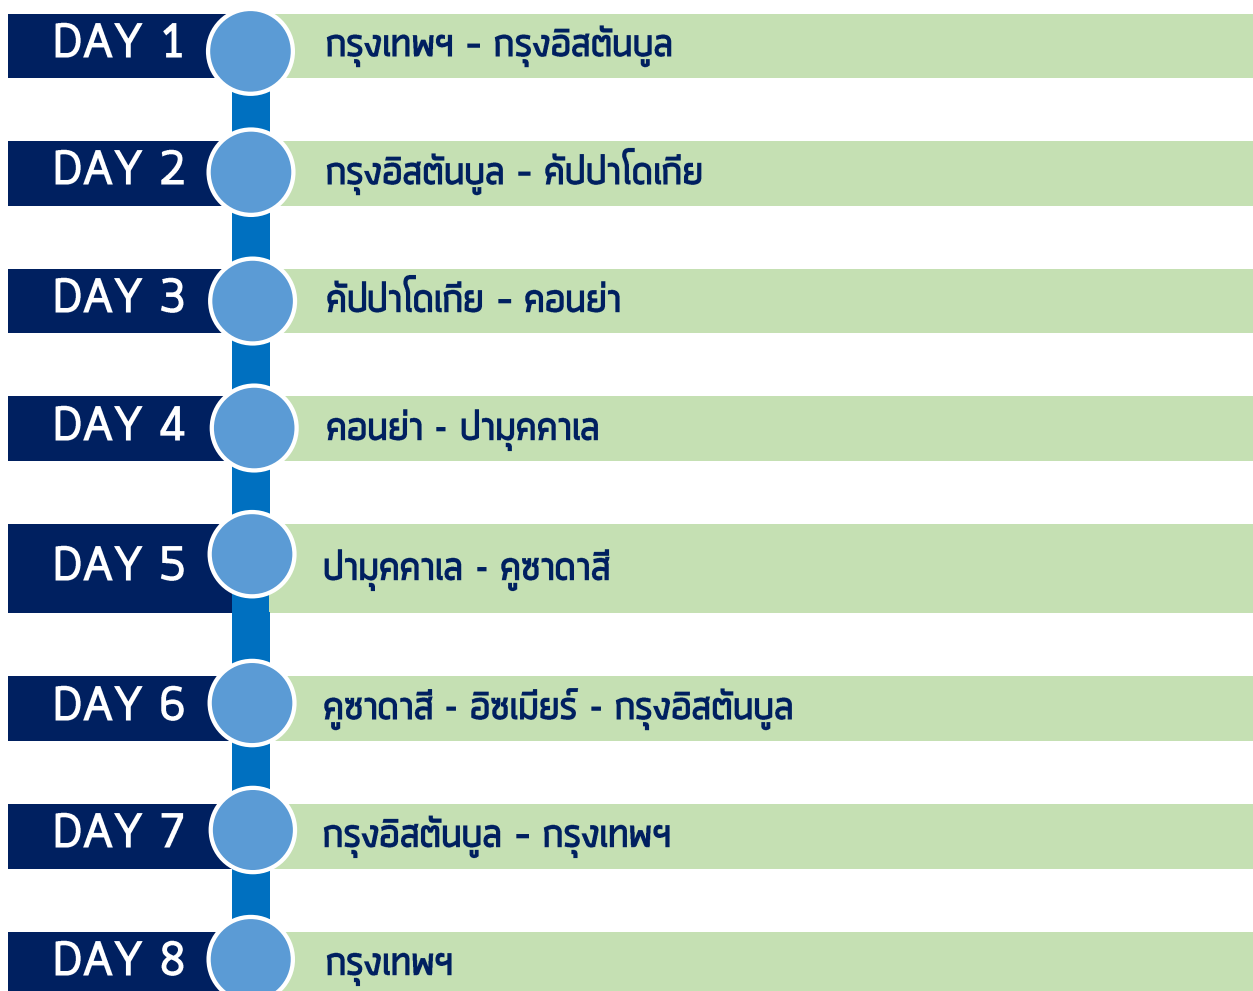 DAY 1 กรุงเทพฯ - กรุงอิสตันบูล
DAY 2 กรุงอิสตันบูล - คัปปาโดเกีย
DAY 3 คัปปาโดเกีย - คอนย่า
DAY 4 คอนย่า - ปามุคคาเล
DAY 5 ปามุคคาเล - คูซาดาสี
DAY 6 คูซาดาสี - อิซเมียร์ - กรุงอิสตันบูล
DAY 7 กรุงอิสตันบูล - กรุงเทพฯ
DAY 8 กรุงเทพฯ